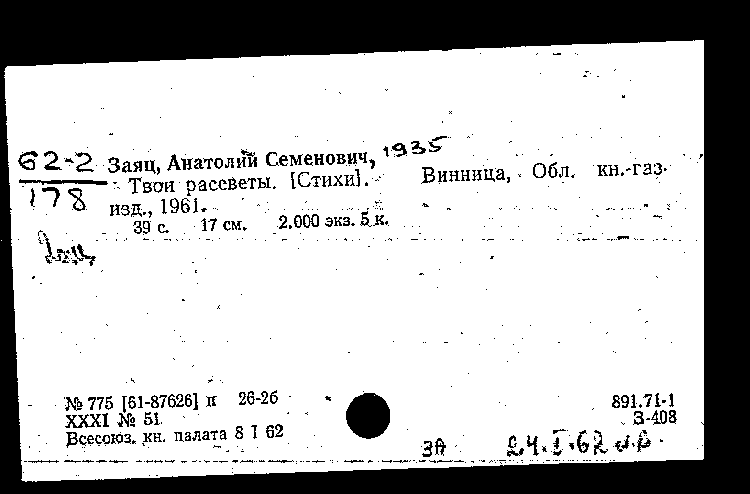 62-2 Заяц, Анатолий Семенович, 1935
178 Твои рассветы. [Стихи]. Винница, Обл. кн.-газ.
изд., 1961.
39 с. 17 см. 2.000 экз. 5 к.
№ 775 [61-87626] п 26-26
XXXI № 51
Всесоюз. кн. палата 8 I 62
891.71-1
З-408
ЗА 24.I.62